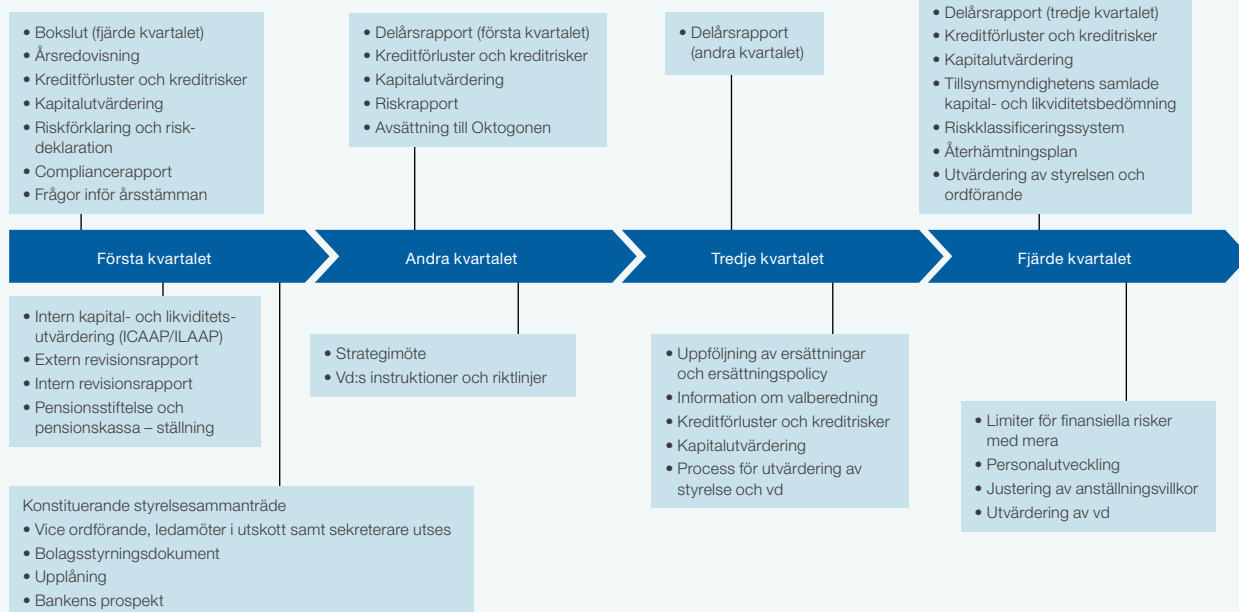 • Bokslut (fjärde kvartalet)
• Årsredovisning
• Kreditförluster och kreditrisker
• Kapitalutvärdering
• Riskförklaring och risk-
deklaration
• Compliancerapport
• Frågor inför årsstämman
• Delårsrapport (första kvartalet)
• Kreditförluster och kreditrisker
• Kapitalutvärdering
• Riskrapport
• Avsättning till Oktogonen
• Delårsrapport
(andra kvartalet)
• Delårsrapport (tredje kvartalet)
• Kreditförluster och kreditrisker
• Kapitalutvärdering
• Tillsynsmyndighetens samlade
kapital- och likviditetsbedömning
• Riskklassificeringssystem
• Återhämtningsplan
• Utvärdering av styrelsen och
ordförande
Första kvartalet
Andra kvartalet
Tredje kvartalet
Fjärde kvartalet
• Intern kapital- och likviditets-
utvärdering (ICAAP/ILAAP)
• Extern revisionsrapport
• Intern revisionsrapport
• Pensionsstiftelse och
pensionskassa – ställning
• Strategimöte
• Vd:s instruktioner och riktlinjer
• Uppföljning av ersättningar
och ersättningspolicy
• Information om valberedning
• Kreditförluster och kreditrisker
• Kapitalutvärdering
• Process för utvärdering av
styrelse och vd
• Limiter för finansiella risker
med mera
• Personalutveckling
• Justering av anställningsvillkor
• Utvärdering av vd
Konstituerande styrelsesammanträde
• Vice ordförande, ledamöter i utskott samt sekreterare utses
• Bolagsstyrningsdokument
• Upplåning
• Bankens prospekt